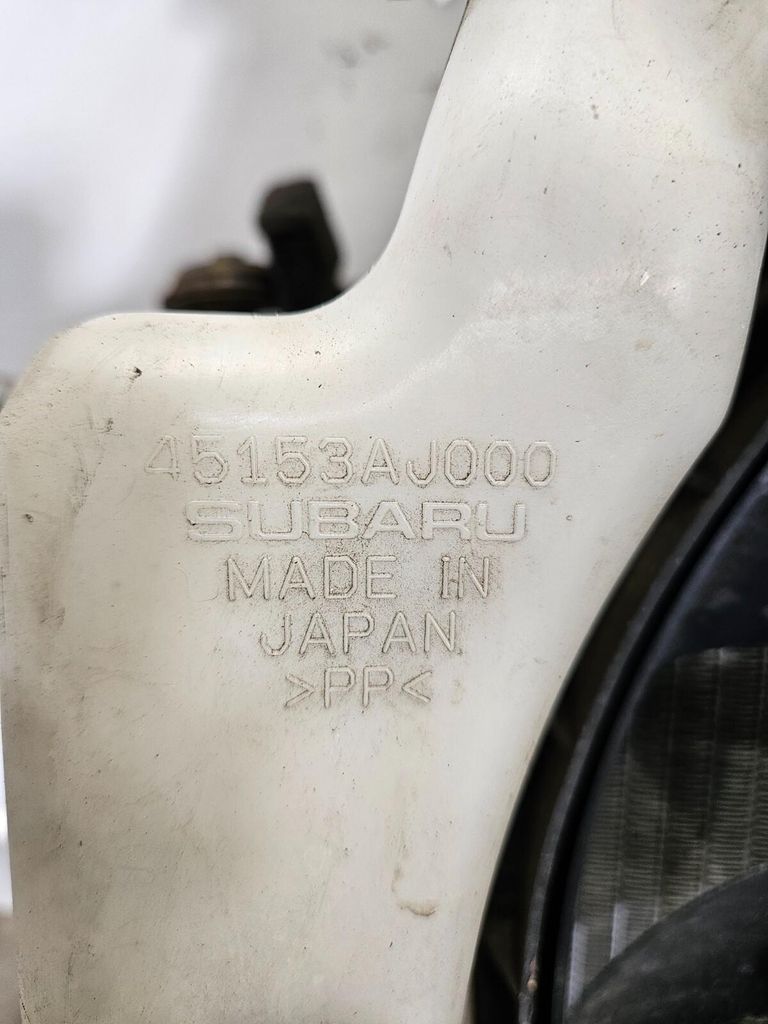 45153AJ000
SUBARU
MADE IN
JAPAN
>PP<